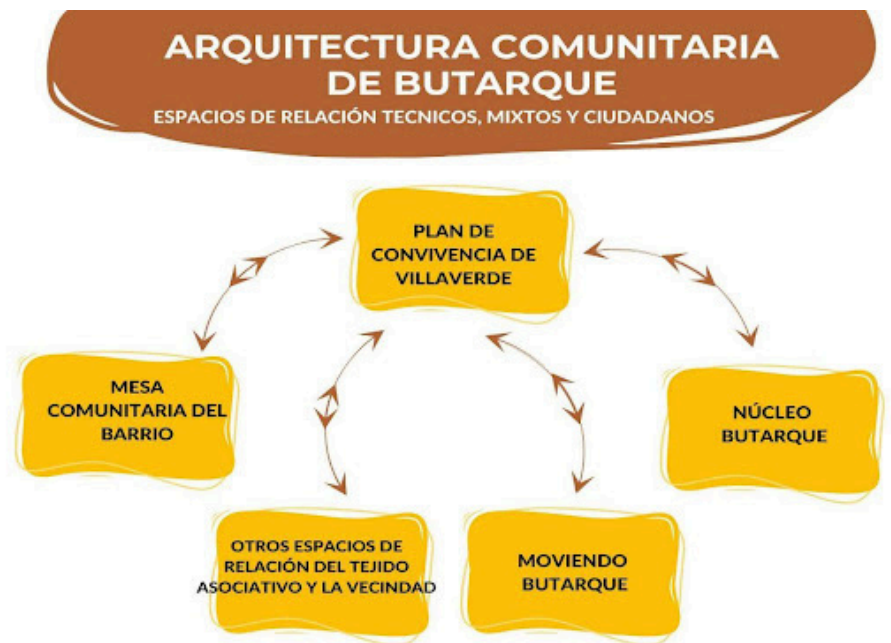 ARQUITECTURA COMUNITARIA
DE BUTARQUE
ESPACIOS DE RELACIÓN TECNICOS, MIXTOS Y CIUDADANOS
PLAN DE
CONVIVENCIA DE
VILLAVERDE
MESA
COMUNITARIA DEL
BARRIO
NÚCLEO
BUTARQUE
OTROS ESPACIOS DE
RELACIÓN DEL TEJIDO
ASOCIATIVO Y LA VECINDAD
MOVIENDO
BUTARQUE